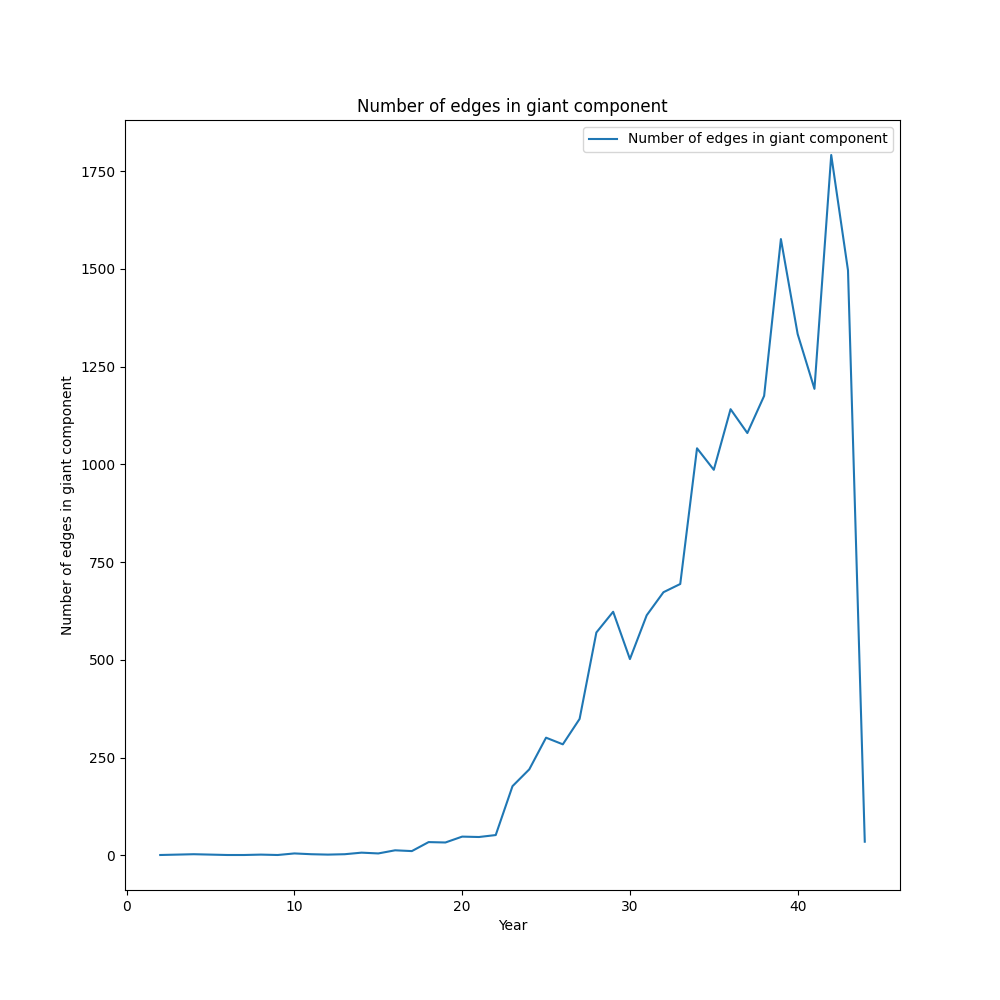 Number of edges in giant component
Number of edges in giant component
1750
1500
1250
1000
750
500
250
0
Number of edges in giant component
0 10 20 30 40
Year